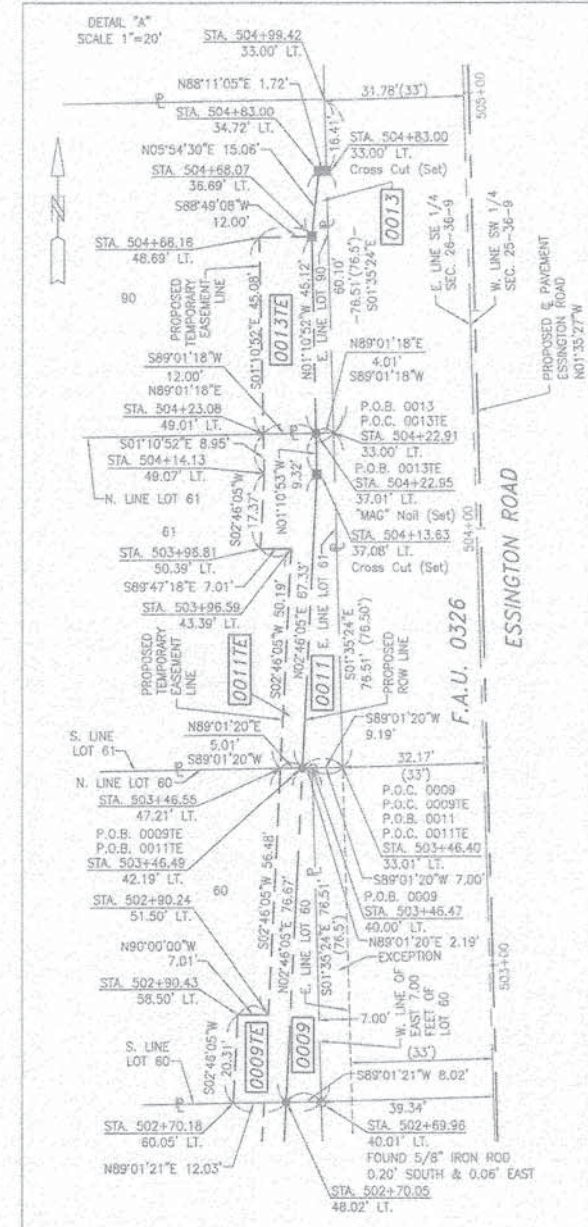 DETAIL "A"
SCALE 1"=20'
STA. 504+99.42
33.00' LT.
N88°11'05"E 1.72'
31.78'(33')
505+00
STA. 504+83.00
34.72' LT.
16.41'
STA. 504+83.00
33.00' LT.
Cross Cut (Set)
N05°54'30"E 15.06'
STA. 504+68.07
36.69' LT.
S88°49'08"W
12.00'
0013
STA. 504+68.16
48.69' LT.
N
E. LINE SE 1/4
SEC. 26-36-9
W. LINE SW 1/4
SEC. 25-36-9
90
PROPOSED
TEMPORARY
EASEMENT
LINE
S01°10'52"E 45.08'
0013TE
N01°10'52"W 45.12'
E. LINE LOT 90
60.10'
-76.51'(76.5')-
S01°35'24"E
PROPOSED ℄ PAVEMENT
ESSINGTON ROAD
N01°35'27"W
S89°01'18"W
12.00'
N89°01'18"E
4.01'
S89°01'18"W
N89°01'18"E
STA. 504+23.08
49.01' LT.
P.O.B. 0013
P.O.C. 0013TE
STA. 504+22.91
33.00' LT.
S01°10'52"E 8.95'
STA. 504+14.13
49.07' LT.
N01°10'53"W
9.32'
P.O.B. 0013TE
STA. 504+22.95
37.01' LT.
"MAG" Nail (Set)
N. LINE LOT 61
STA. 504+13.63
37.08' LT.
Cross Cut (Set)
504+00
61
S02°46'05"W
17.37'
STA. 503+96.81
50.39' LT.
S89°47'18"E 7.01'
STA. 503+96.59
43.39' LT.
E. LINE LOT 61
ESSINGTON ROAD
F.A.U. 0326
PROPOSED
TEMPORARY
EASEMENT
LINE
0011TE
S02°46'05"W 50.19'
N02°46'05"E 67.33'
0011
PROPOSED
ROW LINE
S01°35'24"E
76.51' (76.50')
N89°01'20"E
5.01'
S89°01'20"W
S89°01'20"W
9.19'
S. LINE
LOT 61
N. LINE LOT 60
32.17'
(33')
STA. 503+46.55
47.21' LT.
P.O.B. 0009TE
P.O.B. 0011TE
STA. 503+46.49
42.19' LT.
P.O.C. 0009
P.O.C. 0009TE
P.O.B. 0011
P.O.C. 0011TE
STA. 503+46.40
33.01' LT.
S89°01'20"W 7.00'
P.O.B. 0009
STA. 503+46.47
40.00' LT.
N89°01'20"E 2.19'
EXCEPTION
60
STA. 502+90.24
51.50' LT.
S02°46'05"W 56.48'
N02°46'05"E 76.67'
E. LINE LOT 60
S01°35'24"E 76.51'
(76.5')
503+00
N90°00'00"W
7.01'
STA. 502+90.43
58.50' LT.
7.00'
W. LINE OF
EAST 7.00
FEET OF
LOT 60
S. LINE
LOT 60
S02°46'05"W
20.31'
0009TE
0009
(33')
S89°01'21"W 8.02'
39.34'
STA. 502+70.18
60.05' LT.
STA. 502+69.96
40.01' LT.
FOUND 5/8" IRON ROD
0.20' SOUTH & 0.06' EAST
N89°01'21"E 12.03'
STA. 502+70.05
48.02' LT.